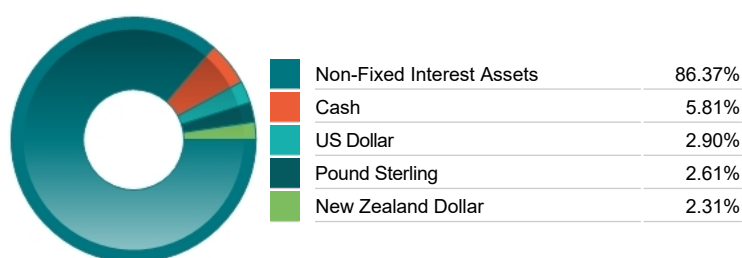 Non-Fixed Interest Assets 86.37%
Cash 5.81%
US Dollar 2.90%
Pound Sterling 2.61%
New Zealand Dollar 2.31%